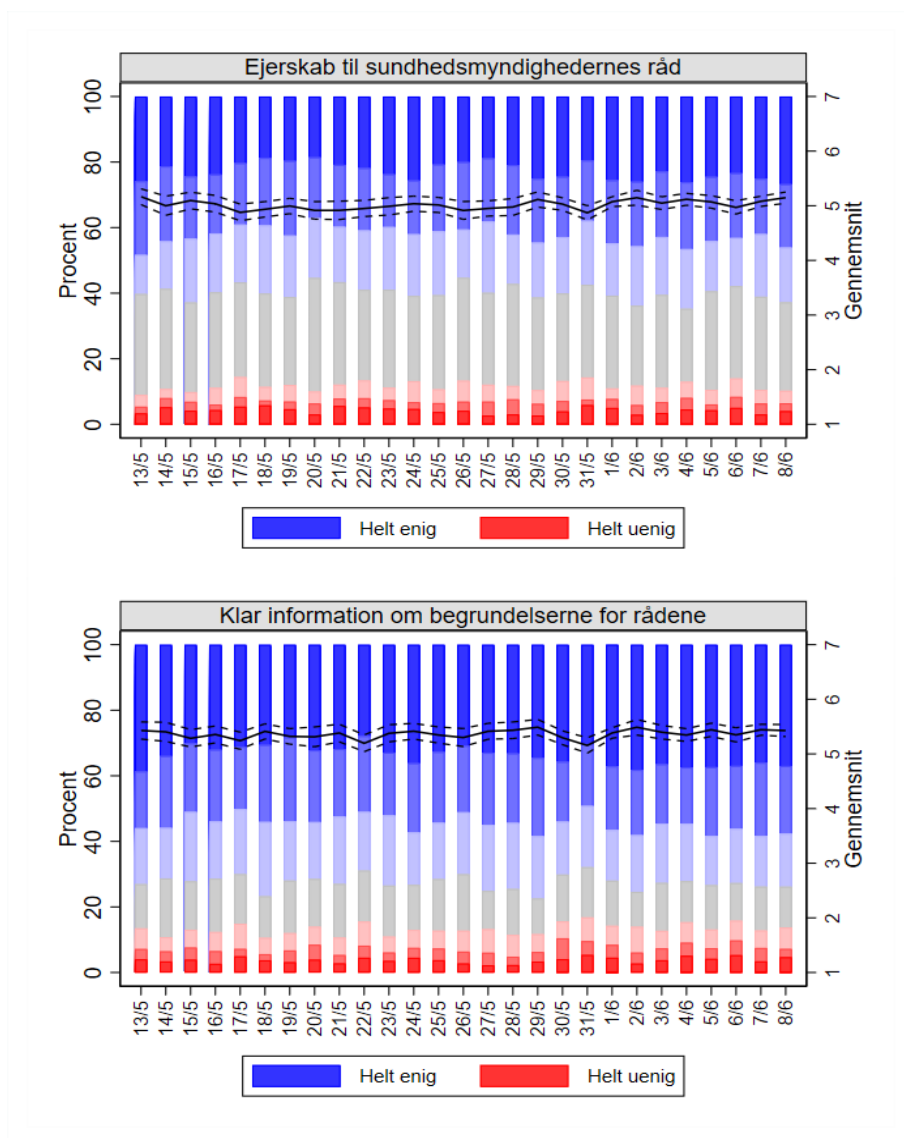 Ejerskab til sundhedsmyndighedernes råd
Procent
0 20 40 60 80 100
Gennemsnit
1 2 3 4 5 6 7
13/5 14/5 15/5 16/5 17/5 18/5 19/5 20/5 21/5 22/5 23/5 24/5 25/5 26/5 27/5 28/5 29/5 30/5 31/5 1/6 2/6 3/6 4/6 5/6 6/6 7/6 8/6
Helt enig Helt uenig
Klar information om begrundelserne for rådene
Procent
0 20 40 60 80 100
Gennemsnit
1 2 3 4 5 6 7
13/5 14/5 15/5 16/5 17/5 18/5 19/5 20/5 21/5 22/5 23/5 24/5 25/5 26/5 27/5 28/5 29/5 30/5 31/5 1/6 2/6 3/6 4/6 5/6 6/6 7/6 8/6
Helt enig Helt uenig